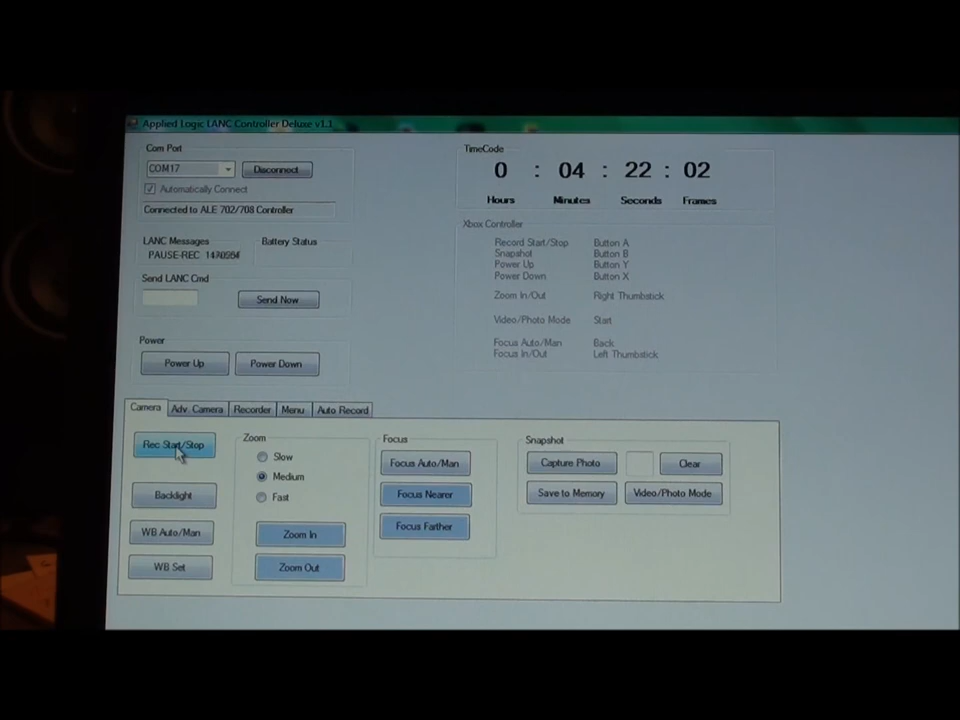 Applied Logic LANC Controller Deluxe v1.1
Com Port
COM17
Disconnect
Automatically Connect
Connected to ALE 702/708 Controller
LANC Messages
Battery Status
PAUSE-REC
Send LANC Cmd
Send Now
Power
Power Up
Power Down
TimeCode
0 : 04 : 22 : 02
Hours Minutes Seconds Frames
Xbox Controller
Record Start/Stop Button A
Snapshot Button B
Power Up Button Y
Power Down Button X
Zoom In/Out Right Thumbstick
Video/Photo Mode Start
Focus Auto/Man Back
Focus In/Out Left Thumbstick
Camera Adv. Camera Recorder Menu Auto Record
Rec Start/Stop
Backlight
WB Auto/Man
WB Set
Zoom
Slow
Medium
Fast
Zoom In
Zoom Out
Focus
Focus Auto/Man
Focus Nearer
Focus Farther
Snapshot
Capture Photo
Clear
Save to Memory
Video/Photo Mode